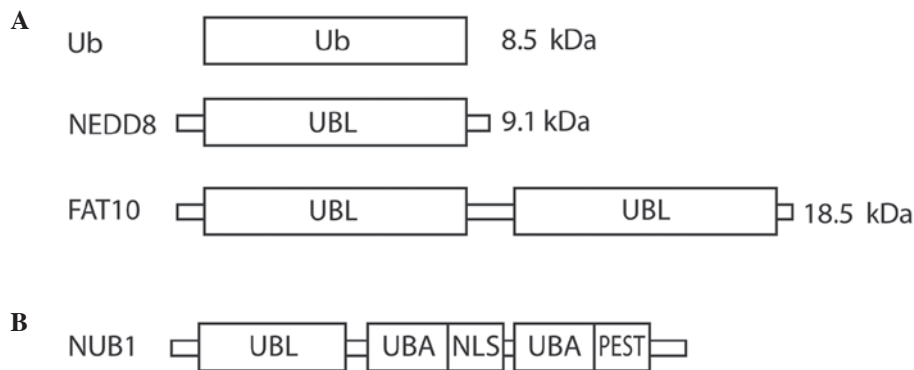 A
Ub Ub 8.5 kDa
NEDD8 UBL 9.1 kDa
FAT10 UBL UBL 18.5 kDa
B
NUB1 UBL UBA NLS UBA PEST